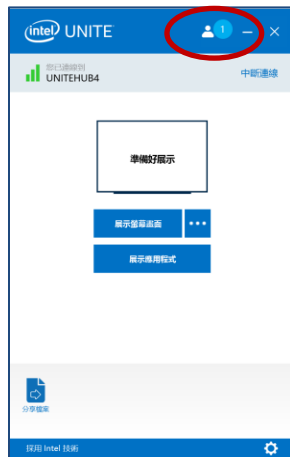 intel UNITE
1
您已連線到
UNITEHUB4
中斷連線
準備好展示
展示螢幕畫面
展示應用程式
分享檔案
採用 Intel 技術